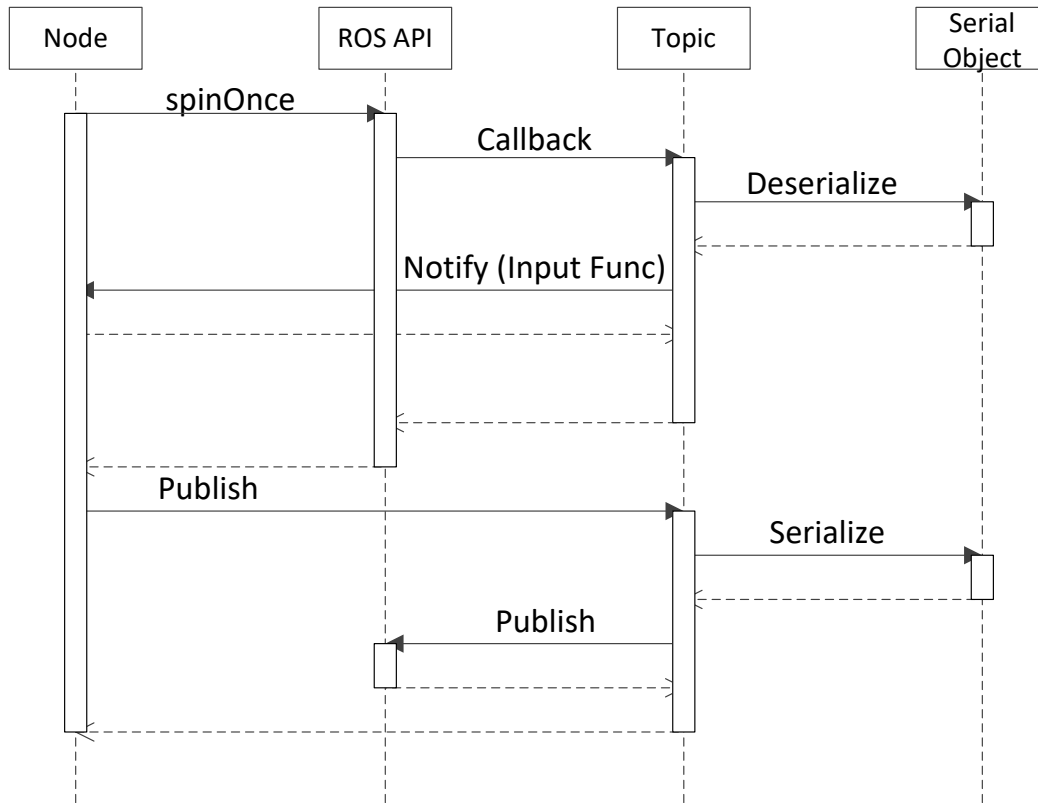 Node
ROS API
Topic
Serial
Object
spinOnce
Callback
Deserialize
Notify (Input Func)
Publish
Serialize
Publish